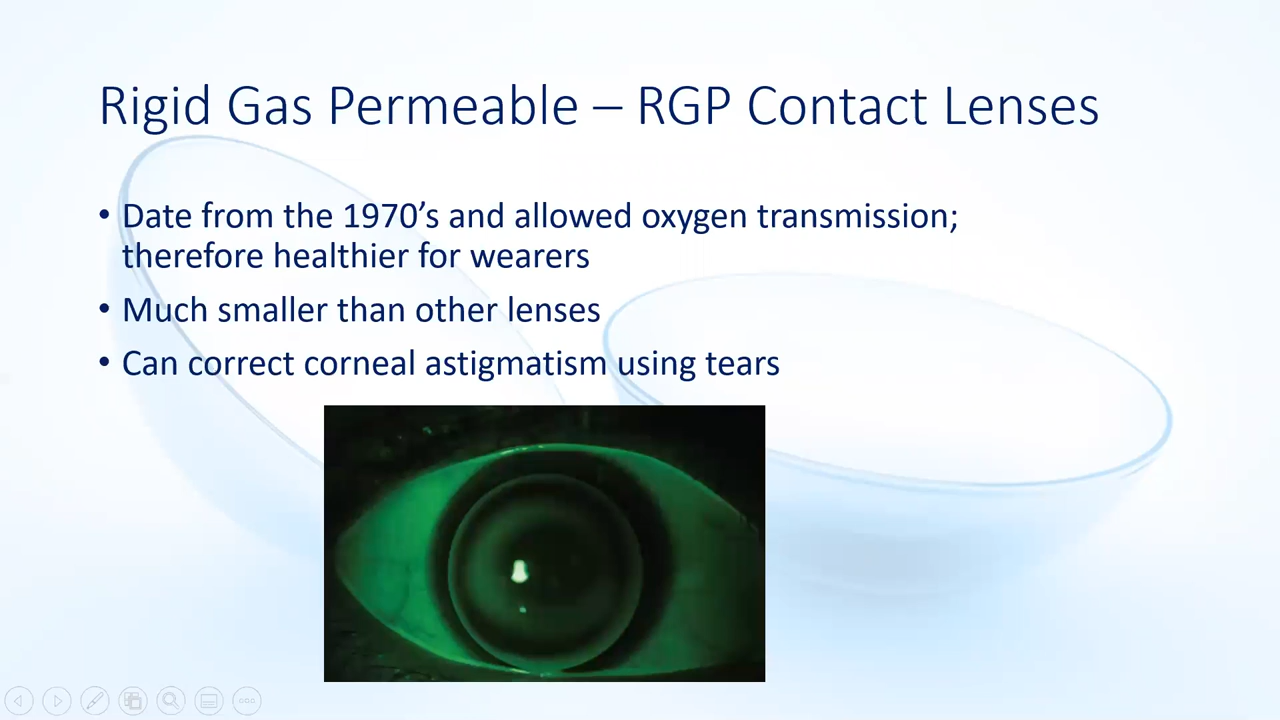 Rigid Gas Permeable – RGP Contact Lenses
• Date from the 1970’s and allowed oxygen transmission;
therefore healthier for wearers
• Much smaller than other lenses
• Can correct corneal astigmatism using tears